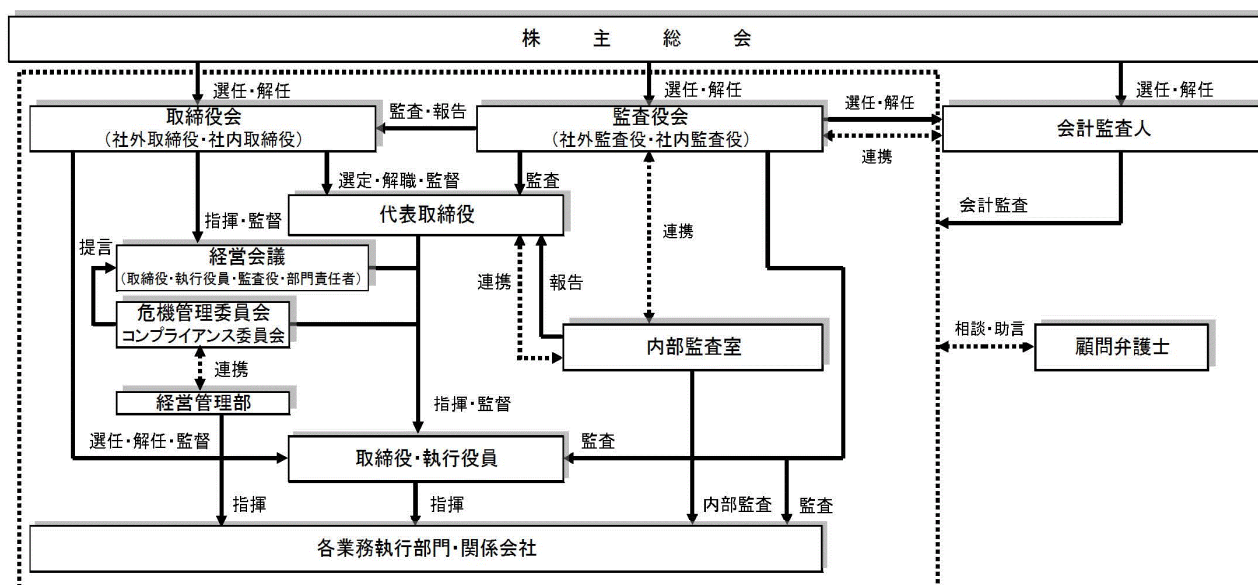 株主総会
選任・解任
選任・解任
選任・解任
取締役会
(社外取締役・社内取締役)
監査・報告
監査役会
(社外監査役・社内監査役)
選任・解任
連携
会計監査人
選定・解職・監督
監査
代表取締役
会計監査
指揮・監督
提言
経営会議
(取締役・執行役員・監査役・部門責任者)
連携
連携
報告
危機管理委員会
コンプライアンス委員会
内部監査室
相談・助言
顧問弁護士
連携
経営管理部
指揮・監督
選任・解任・監督
取締役・執行役員
監査
指揮
指揮
内部監査
監査
各業務執行部門・関係会社